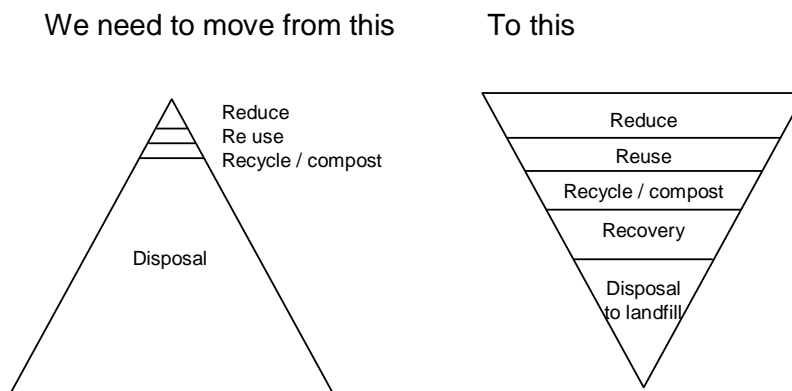 We need to move from this
To this
Reduce
Re use
Recycle / compost
Disposal
Reduce
Reuse
Recycle / compost
Recovery
Disposal
to landfill